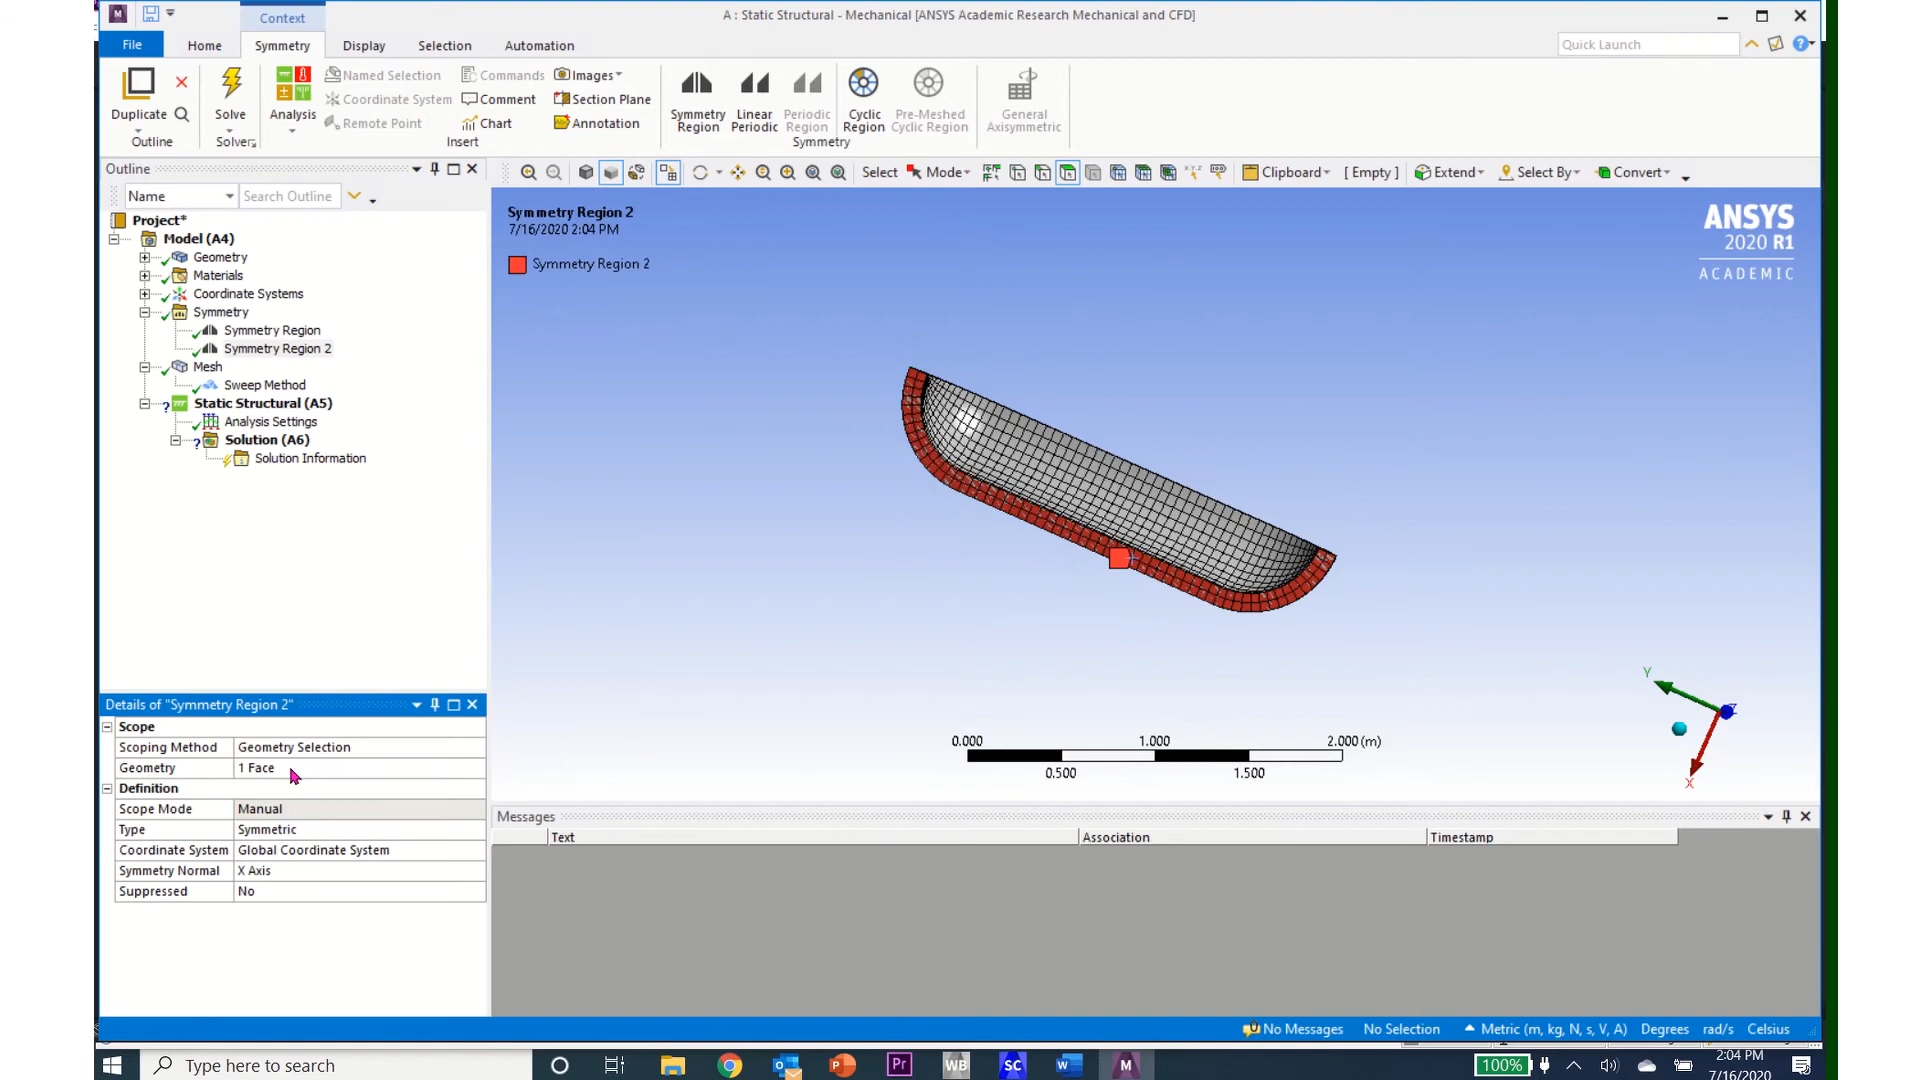 Context
A : Static Structural - Mechanical [ANSYS Academic Research Mechanical and CFD]
File Home Symmetry Display Selection Automation
Quick Launch
Duplicate
Outline
Solve
Solver
Analysis
Named Selection
Coordinate System
Remote Point
Commands
Comment
Chart
Images
Section Plane
Annotation
Insert
Symmetry Region
Linear Periodic
Periodic Region
Cyclic Region
Pre-Meshed Cyclic Region
Symmetry
General Axisymmetric
Outline
Name Search Outline
Select Mode Clipboard [ Empty ] Extend Select By Convert
Project*
Model (A4)
Geometry
Materials
Coordinate Systems
Symmetry
Symmetry Region
Symmetry Region 2
Mesh
Sweep Method
Static Structural (A5)
Analysis Settings
Solution (A6)
Solution Information
Symmetry Region 2
7/16/2020 2:04 PM
Symmetry Region 2
ANSYS
2020 R1
ACADEMIC
Y
Z
X
0.000 1.000 2.000 (m)
0.500 1.500
Details of "Symmetry Region 2"
Scope
Scoping Method Geometry Selection
Geometry 1 Face
Definition
Scope Mode Manual
Type Symmetric
Coordinate System Global Coordinate System
Symmetry Normal X Axis
Suppressed No
Messages
Text Association Timestamp
No Messages No Selection Metric (m, kg, N, s, V, A) Degrees rad/s Celsius
Type here to search
Pr WB SC W M
100%
2:04 PM
7/16/2020